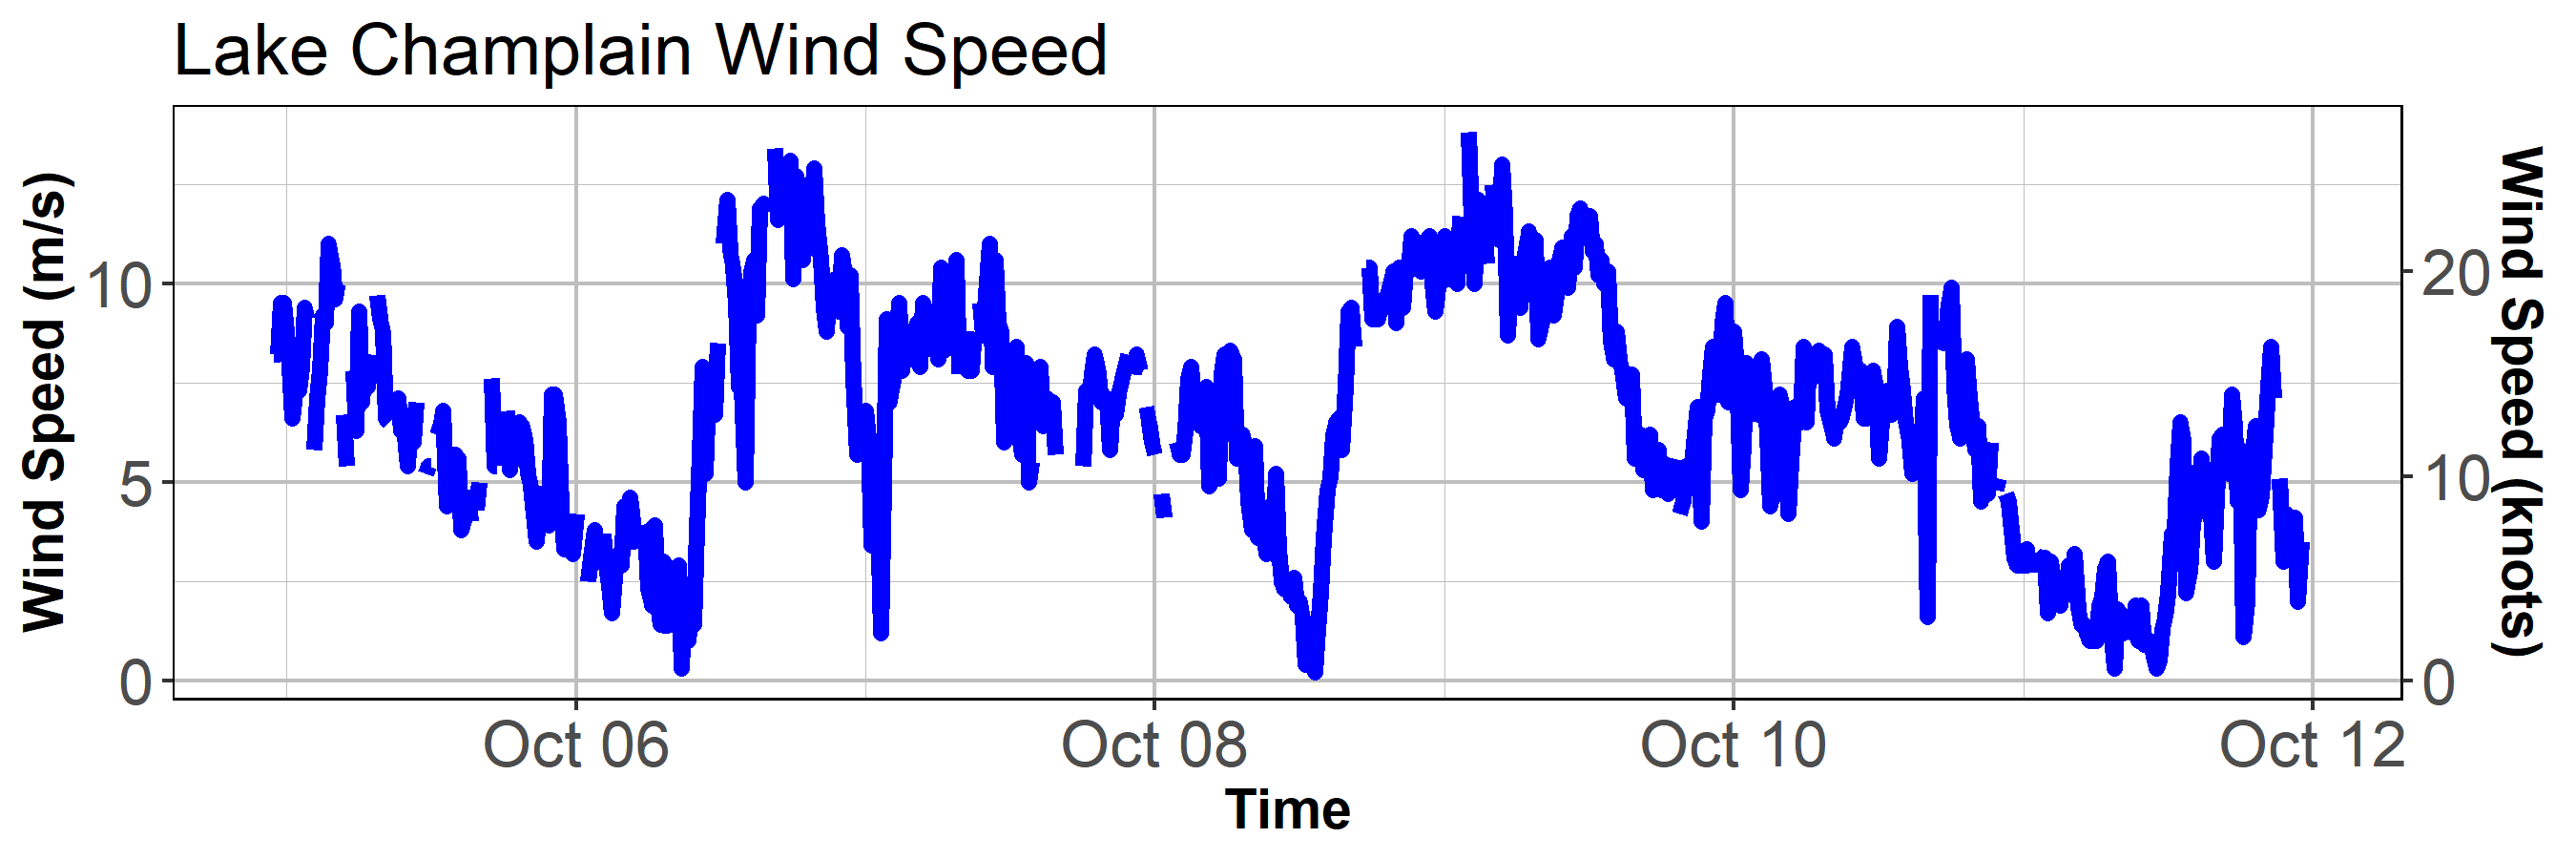 Lake Champlain Wind Speed
Wind Speed (m/s)
10
5
0
20
10
0
Wind Speed (knots)
Oct 06
Oct 08
Oct 10
Oct 12
Time